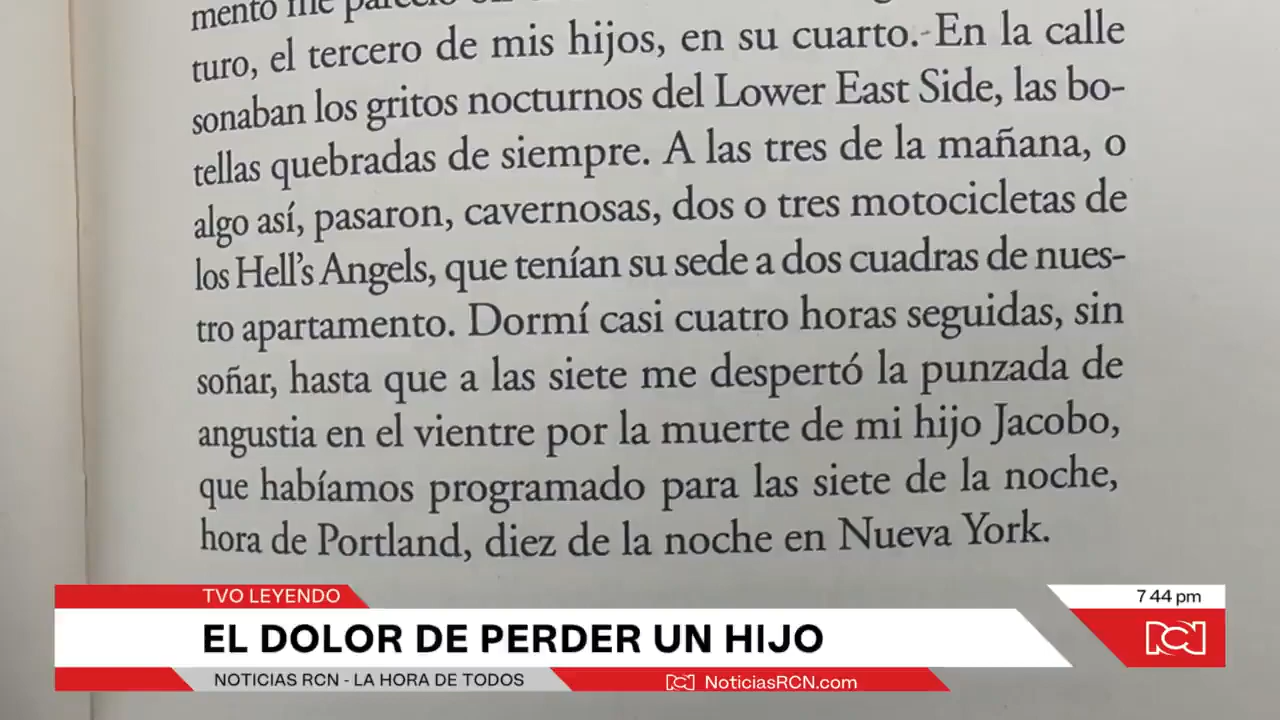 mento me pareció
turo, el tercero de mis hijos, en su cuarto. En la calle
sonaban los gritos nocturnos del Lower East Side, las bo-
tellas quebradas de siempre. A las tres de la mañana, o
algo así, pasaron, cavernosas, dos o tres motocicletas de
los Hell's Angels, que tenían su sede a dos cuadras de nues-
tro apartamento. Dormí casi cuatro horas seguidas, sin
soñar, hasta que a las siete me despertó la punzada de
angustia en el vientre por la muerte de mi hijo Jacobo,
que habíamos programado para las siete de la noche,
hora de Portland, diez de la noche en Nueva York.
TVO LEYENDO
7 44 pm
EL DOLOR DE PERDER UN HIJO
RCN
NOTICIAS RCN - LA HORA DE TODOS
RCN NoticiasRCN.com